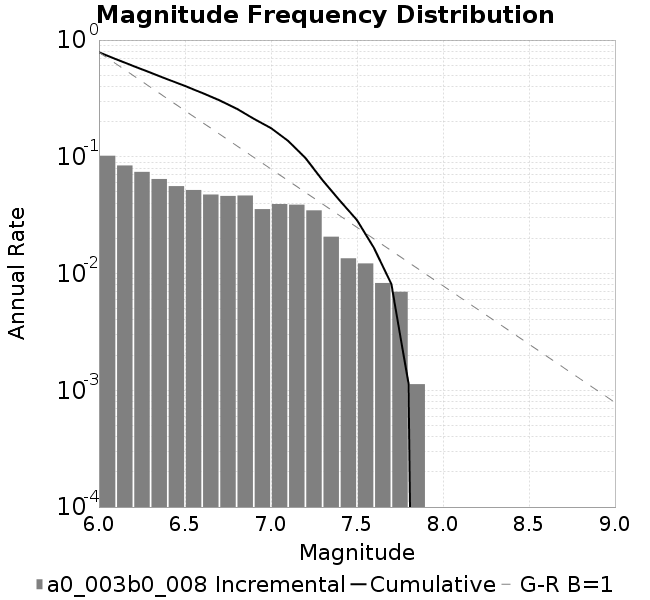 Magnitude Frequency Distribution
10^0
10^-1
10^-2
10^-3
10^-4
Annual Rate
6.0 6.5 7.0 7.5 8.0 8.5 9.0
Magnitude
a0_003b0_008 Incremental Cumulative G-R B=1